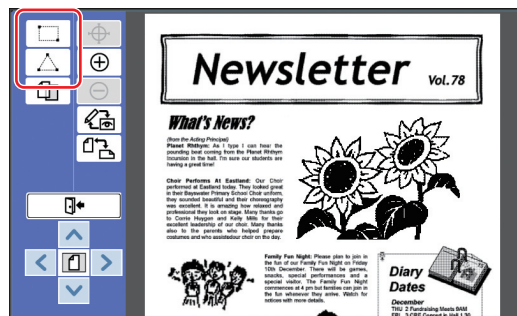 Newsletter Vol.78
What's News?
(from the Acting Principal)
Planet Rhthym: As I type I can hear the
pounding beat coming from the Planet Rhthym
Incursion in the hall. I'm sure our students are
having a great time!
Choir Performs At Eastland: Our Choir
performed at Eastland today. They looked great
in their Bayswater Primary School Choir uniform,
they sounded beautiful and their choreography
was excellent. It is amazing how relaxed and
professional they look on stage. Many thanks go
to Corrie Huygen and Kelly Mills for their
excellent leadership of our choir. Many thanks
also to the parents who helped prepare
costumes and who assistedour choir on the day.
Family Fun Night: Please plan to join in
the fun of our Family Fun Night on Friday
10th December. There will be games,
snacks, special performances and a
special visitor. The Family Fun Night
commences at 4 pm but families can join in
the fun whenever they arrive. Watch for
notices with more details.
Diary
Dates
December
THU 2 Fundraising Meets 9AM